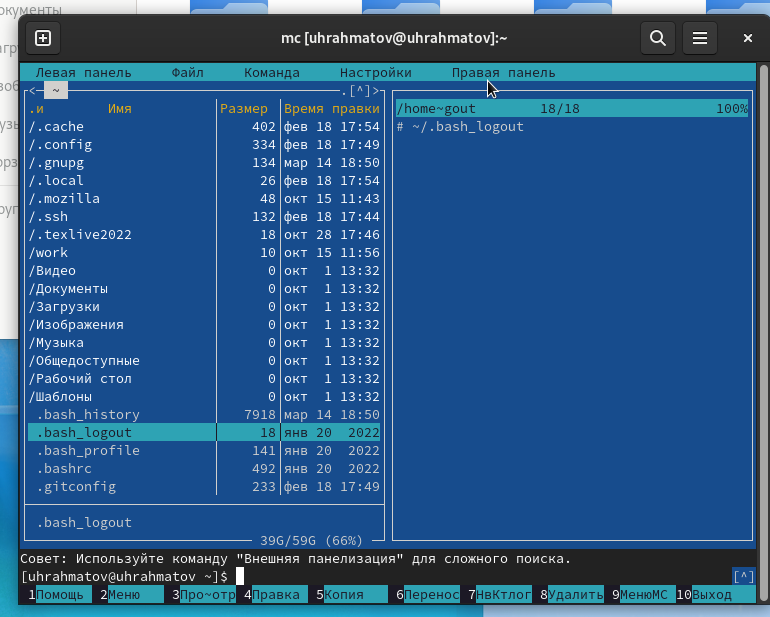 окументы
mc [uhrahmatov@uhrahmatov]:~
Левая панель Файл Команда Настройки Правая панель
<─ ~ .[^]>
.и Имя Размер Время правки
/.cache 402 фев 18 17:54
/.config 334 фев 18 17:49
/.gnupg 134 мар 14 18:50
/.local 26 фев 18 17:54
/.mozilla 48 окт 15 11:43
/.ssh 132 фев 18 17:44
/.texlive2022 18 окт 28 17:46
/work 10 окт 15 11:56
/Видео 0 окт 1 13:32
/Документы 0 окт 1 13:32
/Загрузки 0 окт 1 13:32
/Изображения 0 окт 1 13:32
/Музыка 0 окт 1 13:32
/Общедоступные 0 окт 1 13:32
/Рабочий стол 0 окт 1 13:32
/Шаблоны 0 окт 1 13:32
.bash_history 7918 мар 14 18:50
.bash_logout 18 янв 20 2022
.bash_profile 141 янв 20 2022
.bashrc 492 янв 20 2022
.gitconfig 233 фев 18 17:49
.bash_logout
39G/59G (66%)
/home~gout 18/18 100%
# ~/.bash_logout
Совет: Используйте команду "Внешняя панелизация" для сложного поиска.
[uhrahmatov@uhrahmatov ~]$ [^]
1Помощь 2Меню 3Про~отр 4Правка 5Копия 6Перенос 7НвКтлог 8Удалить 9МенюМС 10Выход